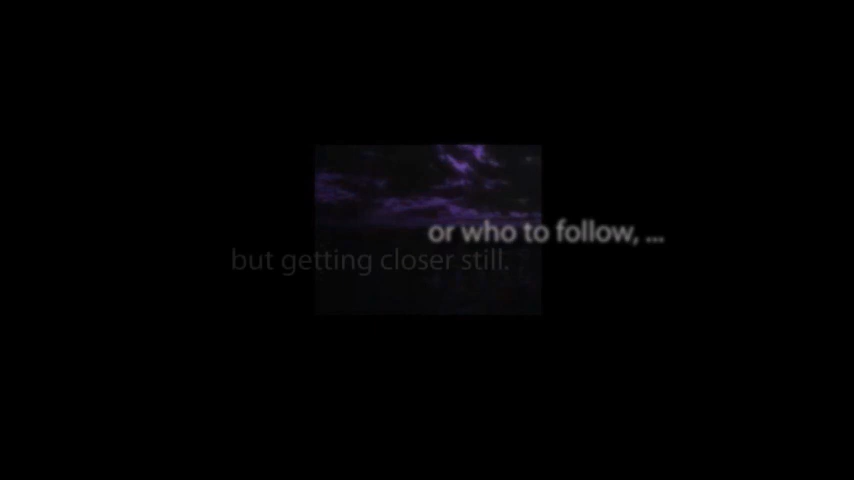 or who to follow, ...
but getting closer still.